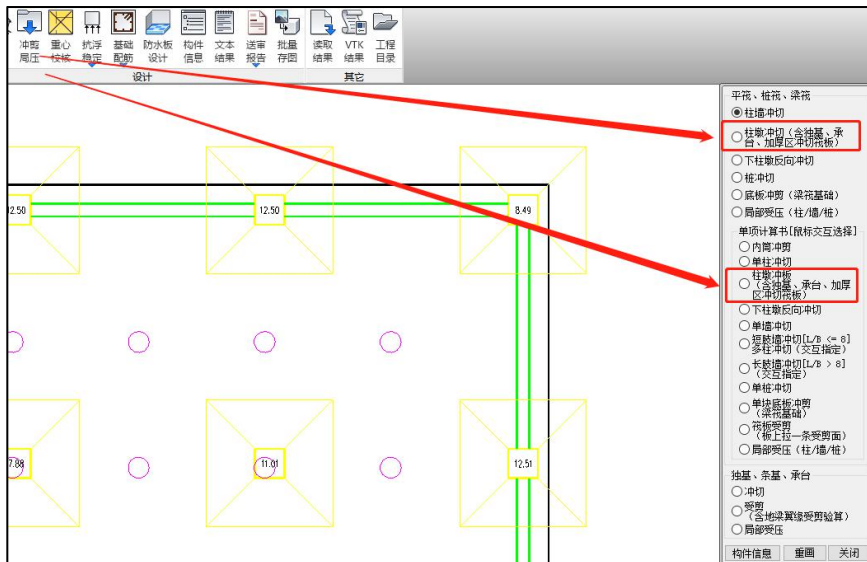 冲剪 重心 抗浮 基础 防水板 构件 文本 送审 批量 读取 VTK 工程
局压 校核 稳定 配筋 设计 信息 结果 报告 存图 结果 结果 目录
设计 其它
平筏、桩筏、梁筏
柱墙冲切
柱墩冲切(含独基、承
台、加厚区冲切筏板)
下柱墩反向冲切
桩冲切
底板冲剪(梁筏基础)
局部受压(柱/墙/桩)
单项计算书[鼠标交互选择]
内筒冲剪
单柱冲切
柱墩冲板
(含独基、承台、加厚
区冲切筏板)
下柱墩反向冲切
单墙冲切
短肢墙冲切[L/B <= 8]
多柱冲切(交互指定)
长肢墙冲切[L/B > 8]
(交互指定)
单桩冲切
单块底板冲剪
(梁筏基础)
筏板受剪
(板上拉一条受剪面)
局部受压(柱/墙/桩)
独基、条基、承台
冲切
受剪
(含地梁翼缘受剪验算)
局部受压
构件信息 重画 关闭
2.50 12.50 8.49
7.88 11.01 12.51